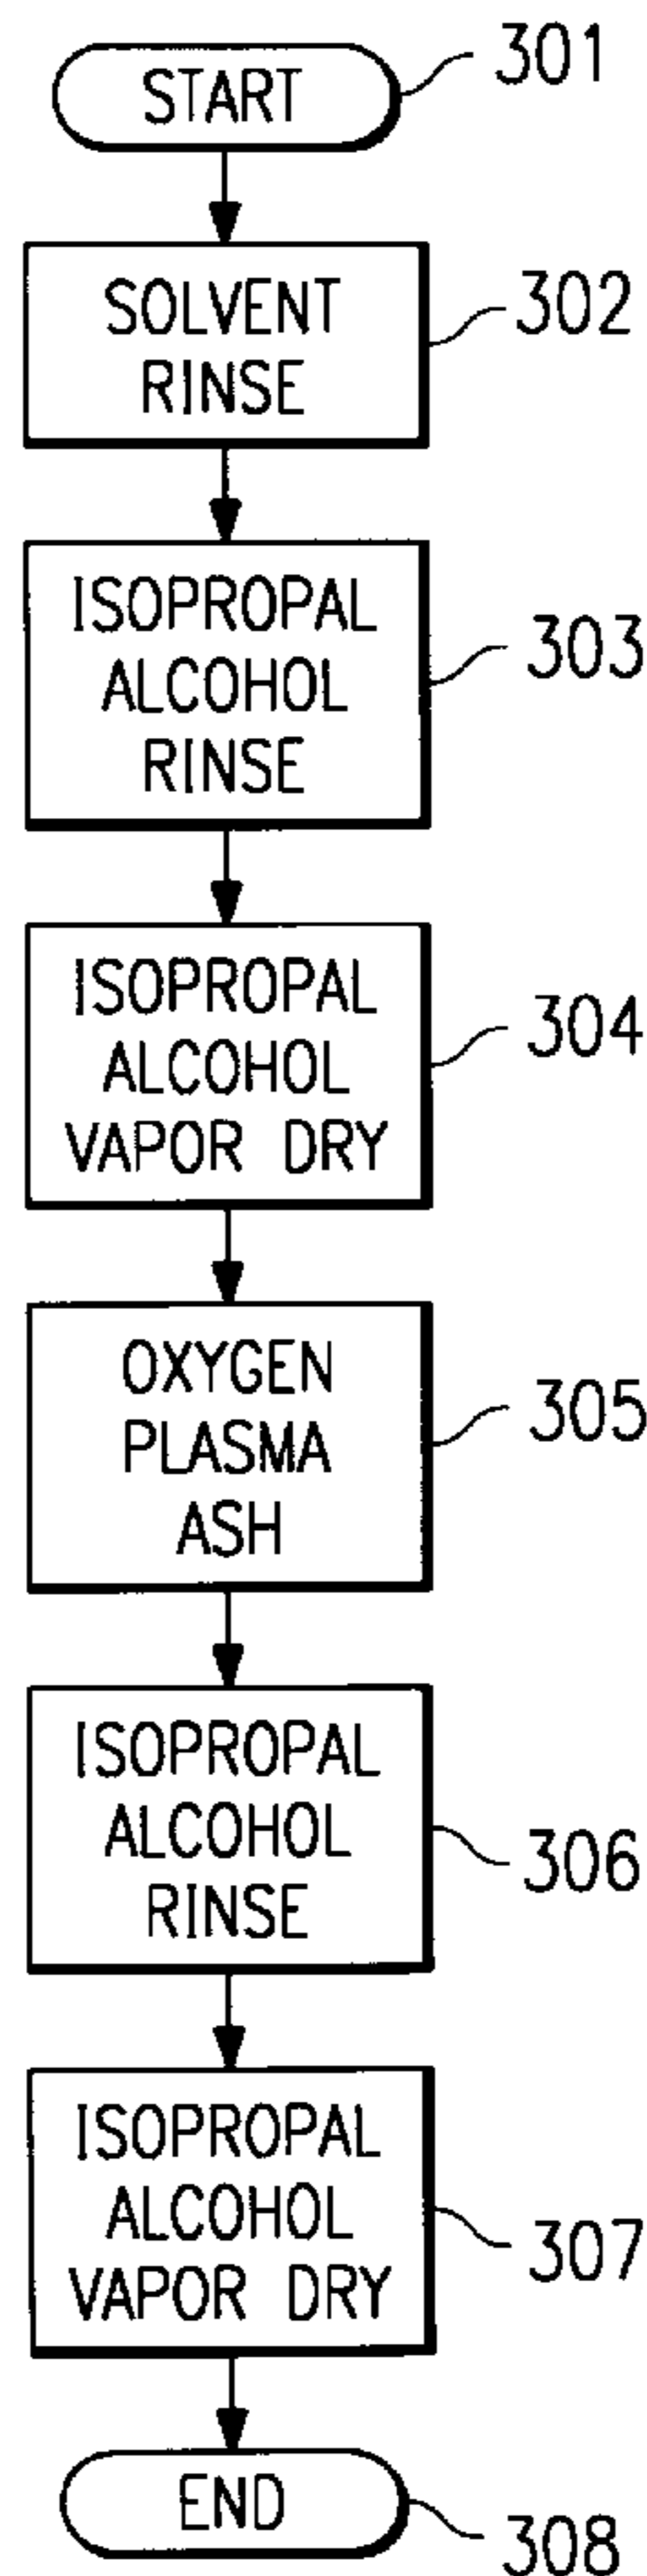 START
301
SOLVENT
RINSE
302
ISOPROPAL
ALCOHOL
RINSE
303
ISOPROPAL
ALCOHOL
VAPOR DRY
304
OXYGEN
PLASMA
ASH
305
ISOPROPAL
ALCOHOL
RINSE
306
ISOPROPAL
ALCOHOL
VAPOR DRY
307
END
308